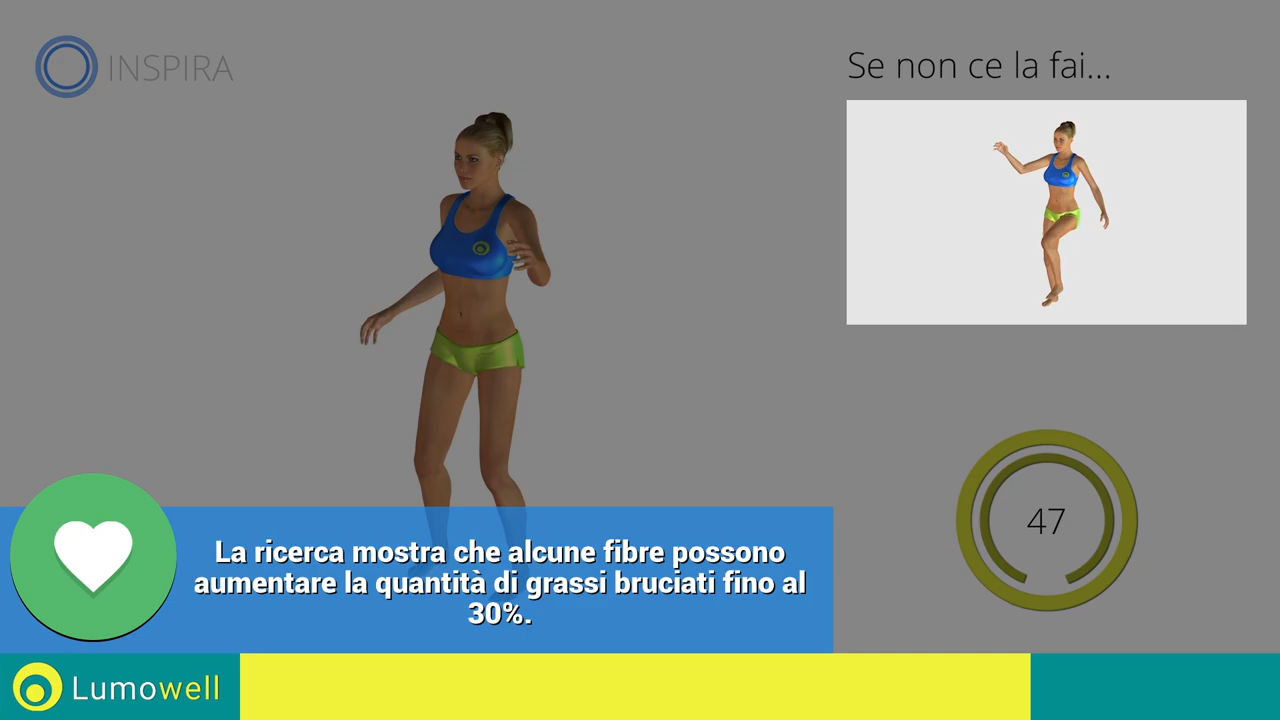 INSPIRA
Se non ce la fai...
47
La ricerca mostra che alcune fibre possono
aumentare la quantità di grassi bruciati fino al
30%.
Lumowell